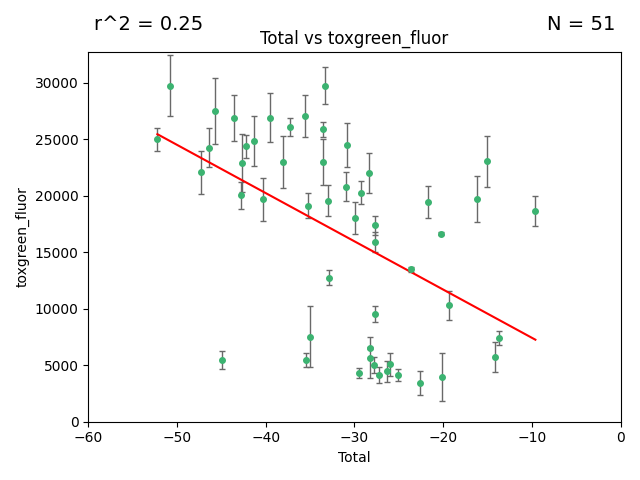 r^2 = 0.25
N = 51
Total vs toxgreen_fluor
30000
25000
20000
15000
10000
5000
0
toxgreen_fluor
−60
−50
−40
−30
−20
−10
0
Total